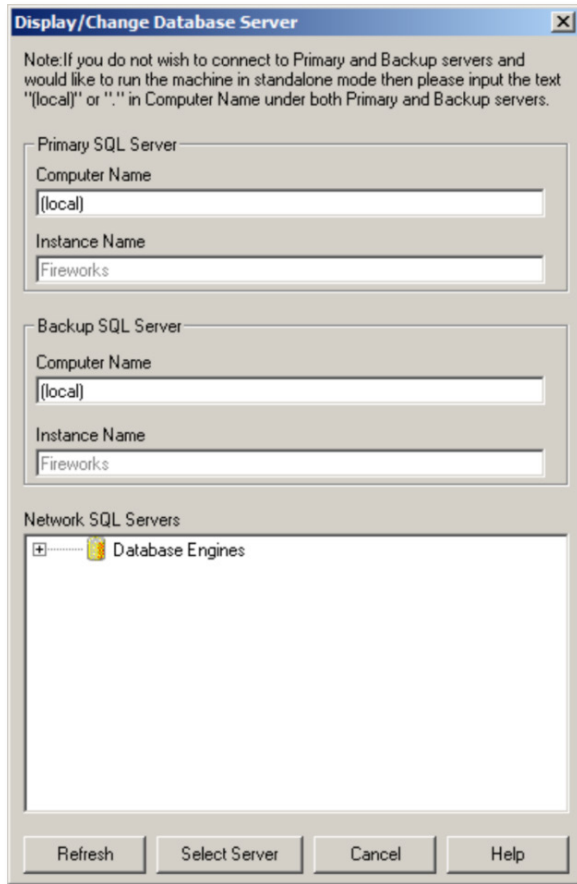 Display/Change Database Server
Note:If you do not wish to connect to Primary and Backup servers and
would like to run the machine in standalone mode then please input the text
"(local)" or "." in Computer Name under both Primary and Backup servers.
Primary SQL Server
Computer Name
(local)
Instance Name
Fireworks
Backup SQL Server
Computer Name
(local)
Instance Name
Fireworks
Network SQL Servers
Database Engines
Refresh
Select Server
Cancel
Help